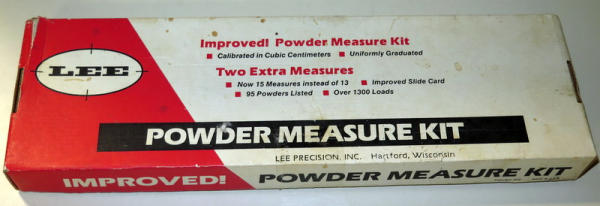 LEE
Improved! Powder Measure Kit
■ Calibrated in Cubic Centimeters ■ Uniformly Graduated
Two Extra Measures
■ Now 15 Measures instead of 13 ■ Improved Slide Card
■ 95 Powders Listed ■ Over 1300 Loads
POWDER MEASURE KIT
LEE PRECISION, INC. Hartford, Wisconsin
IMPROVED! POWDER MEASURE KIT